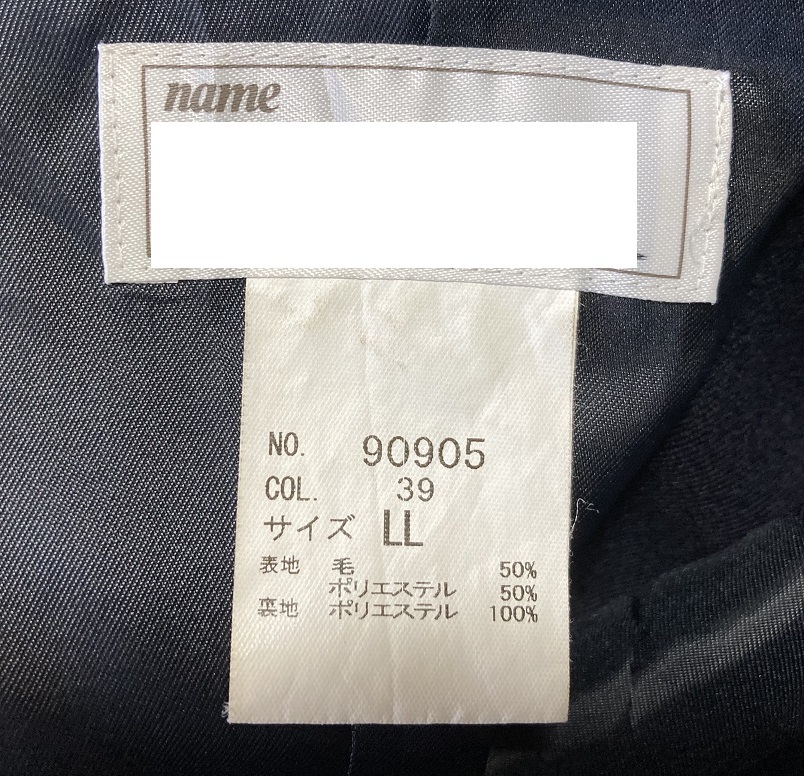 name
NO. 90905
COL. 39
サイズ LL
表地 毛 50%
ポリエステル 50%
裏地 ポリエステル 100%